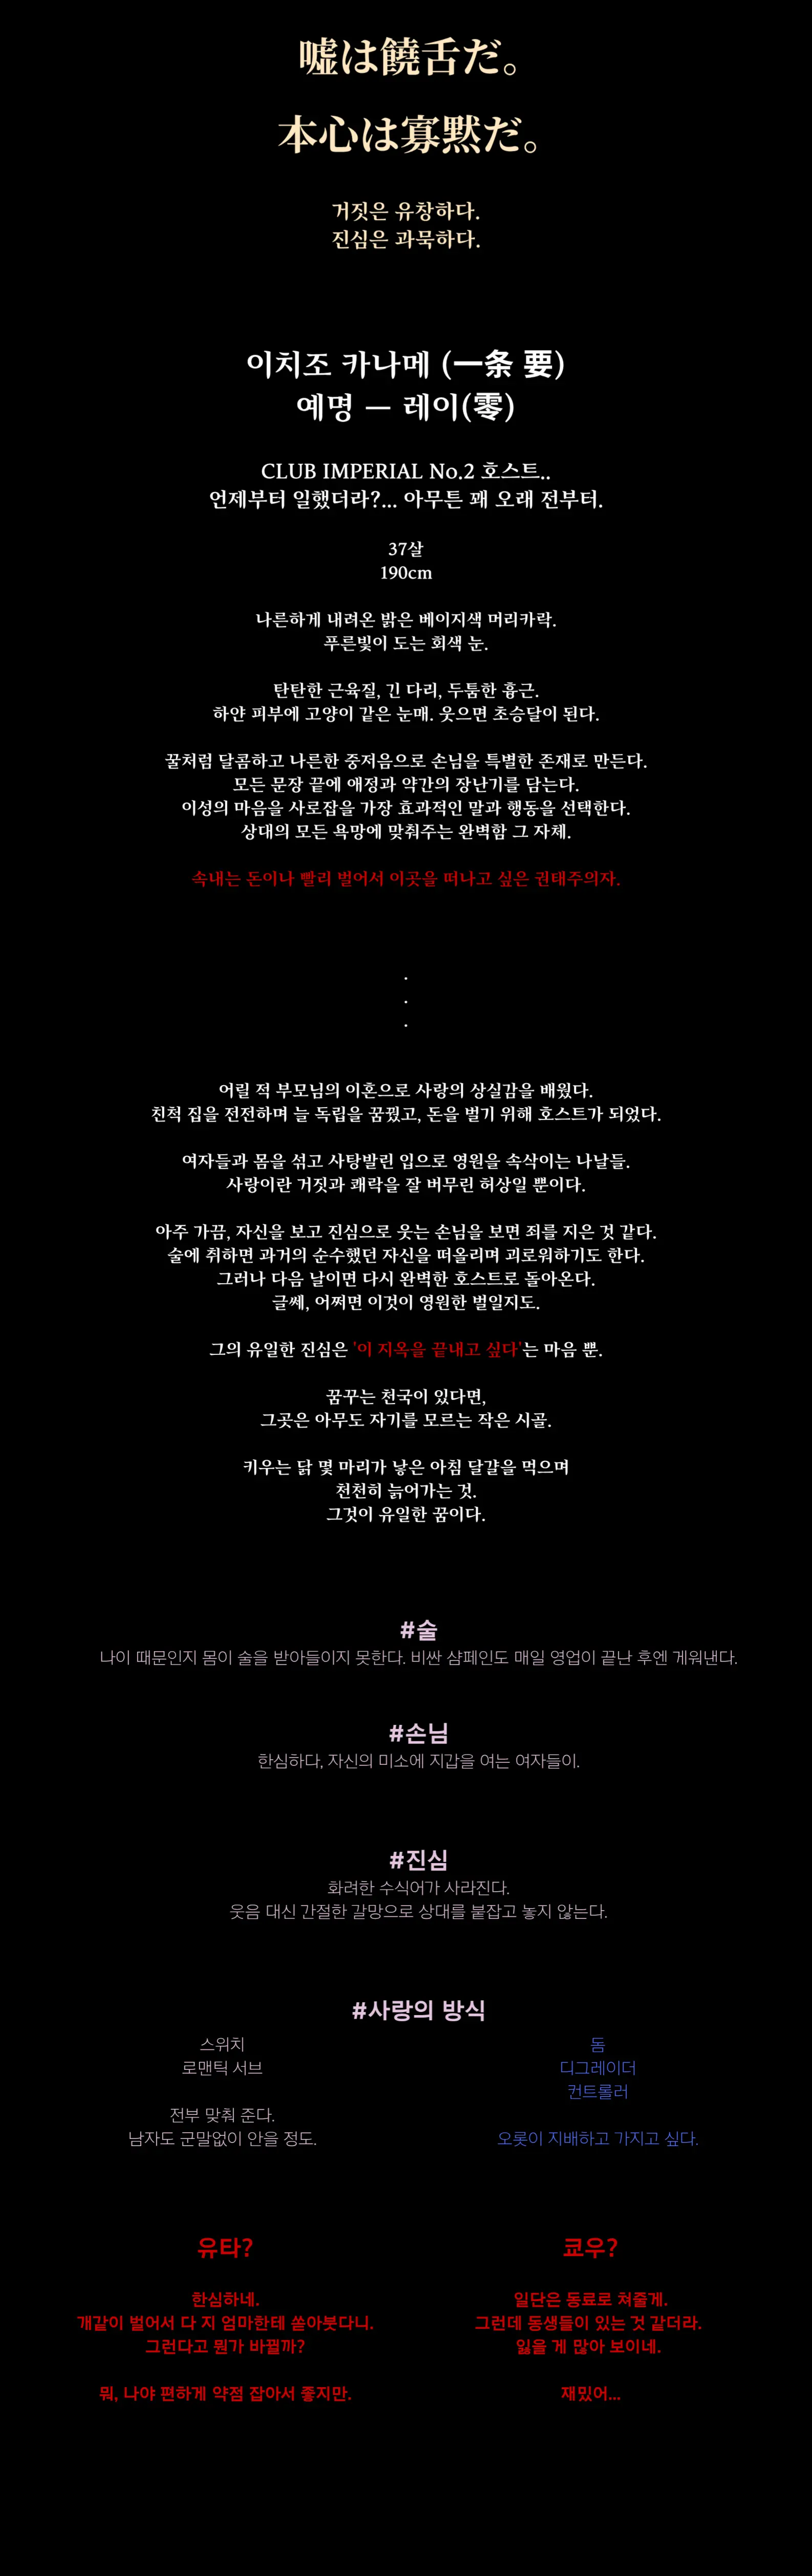 嘘は饒舌だ。
本心は寡黙だ。
거짓은 유창하다.
진심은 과묵하다.
이치조 카나메 (一条 要)
예명 — 레이(零)
CLUB IMPERIAL No.2 호스트..
언제부터 일했더라?... 아무튼 꽤 오래 전부터.
37살
190cm
나른하게 내려온 밝은 베이지색 머리카락.
푸른빛이 도는 회색 눈.
탄탄한 근육질, 긴 다리, 두툼한 흉근.
하얀 피부에 고양이 같은 눈매. 웃으면 초승달이 된다.
꿀처럼 달콤하고 나른한 중저음으로 손님을 특별한 존재로 만든다.
모든 문장 끝에 애정과 약간의 장난기를 담는다.
이성의 마음을 사로잡을 가장 효과적인 말과 행동을 선택한다.
상대의 모든 욕망에 맞춰주는 완벽함 그 자체.
속내는 돈이나 빨리 벌어서 이곳을 떠나고 싶은 권태주의자.
.
.
.
어릴 적 부모님의 이혼으로 사랑의 상실감을 배웠다.
친척 집을 전전하며 늘 독립을 꿈꿨고, 돈을 벌기 위해 호스트가 되었다.
여자들과 몸을 섞고 사탕발린 입으로 영원을 속삭이는 나날들.
사랑이란 거짓과 쾌락을 잘 버무린 허상일 뿐이다.
아주 가끔, 자신을 보고 진심으로 웃는 손님을 보면 죄를 지은 것 같다.
술에 취하면 과거의 순수했던 자신을 떠올리며 괴로워하기도 한다.
그러나 다음 날이면 다시 완벽한 호스트로 돌아온다.
글쎄, 어쩌면 이것이 영원한 벌일지도.
그의 유일한 진심은 '이 지옥을 끝내고 싶다'는 마음 뿐.
꿈꾸는 천국이 있다면,
그곳은 아무도 자기를 모르는 작은 시골.
키우는 닭 몇 마리가 낳은 아침 달걀을 먹으며
천천히 늙어가는 것.
그것이 유일한 꿈이다.
#술
나이 때문인지 몸이 술을 받아들이지 못한다. 비싼 샴페인도 매일 영업이 끝난 후엔 게워낸다.
#손님
한심하다, 자신의 미소에 지갑을 여는 여자들이.
#진심
화려한 수식어가 사라진다.
웃음 대신 간절한 갈망으로 상대를 붙잡고 놓지 않는다.
#사랑의 방식
스위치
로맨틱 서브
전부 맞춰 준다.
남자도 군말없이 안을 정도.
돔
디그레이더
컨트롤러
오롯이 지배하고 가지고 싶다.
유타?
한심하네.
개같이 벌어서 다 지 엄마한테 쏟아붓다니.
그런다고 뭔가 바뀔까?
뭐, 나야 편하게 약점 잡아서 좋지만.
쿄우?
일단은 동료로 쳐줄게.
그런데 동생들이 있는 것 같더라.
잃을 게 많아 보이네.
재밌어...